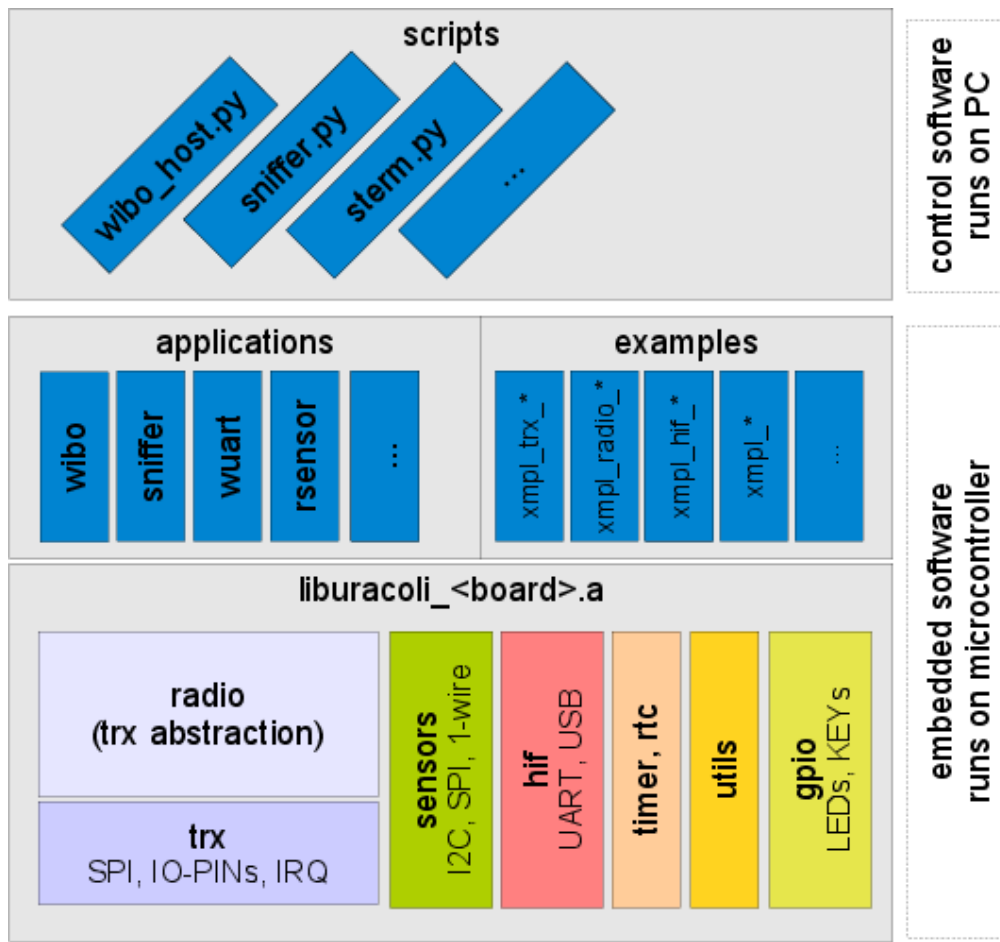 scripts
wibo_host.py
sniffer.py
sterm.py
...
control software
runs on PC
applications
examples
wibo
sniffer
wuart
rsensor
...
xmpl_trx_*
xmpl_radio_*
xmpl_hif_*
xmpl_*
...
liburacoli_<board>.a
radio
(trx abstraction)
trx
SPI, IO-PINs, IRQ
sensors
I2C, SPI, 1-wire
hif
UART, USB
timer, rtc
utils
gpio
LEDs, KEYs
embedded software
runs on microcontroller